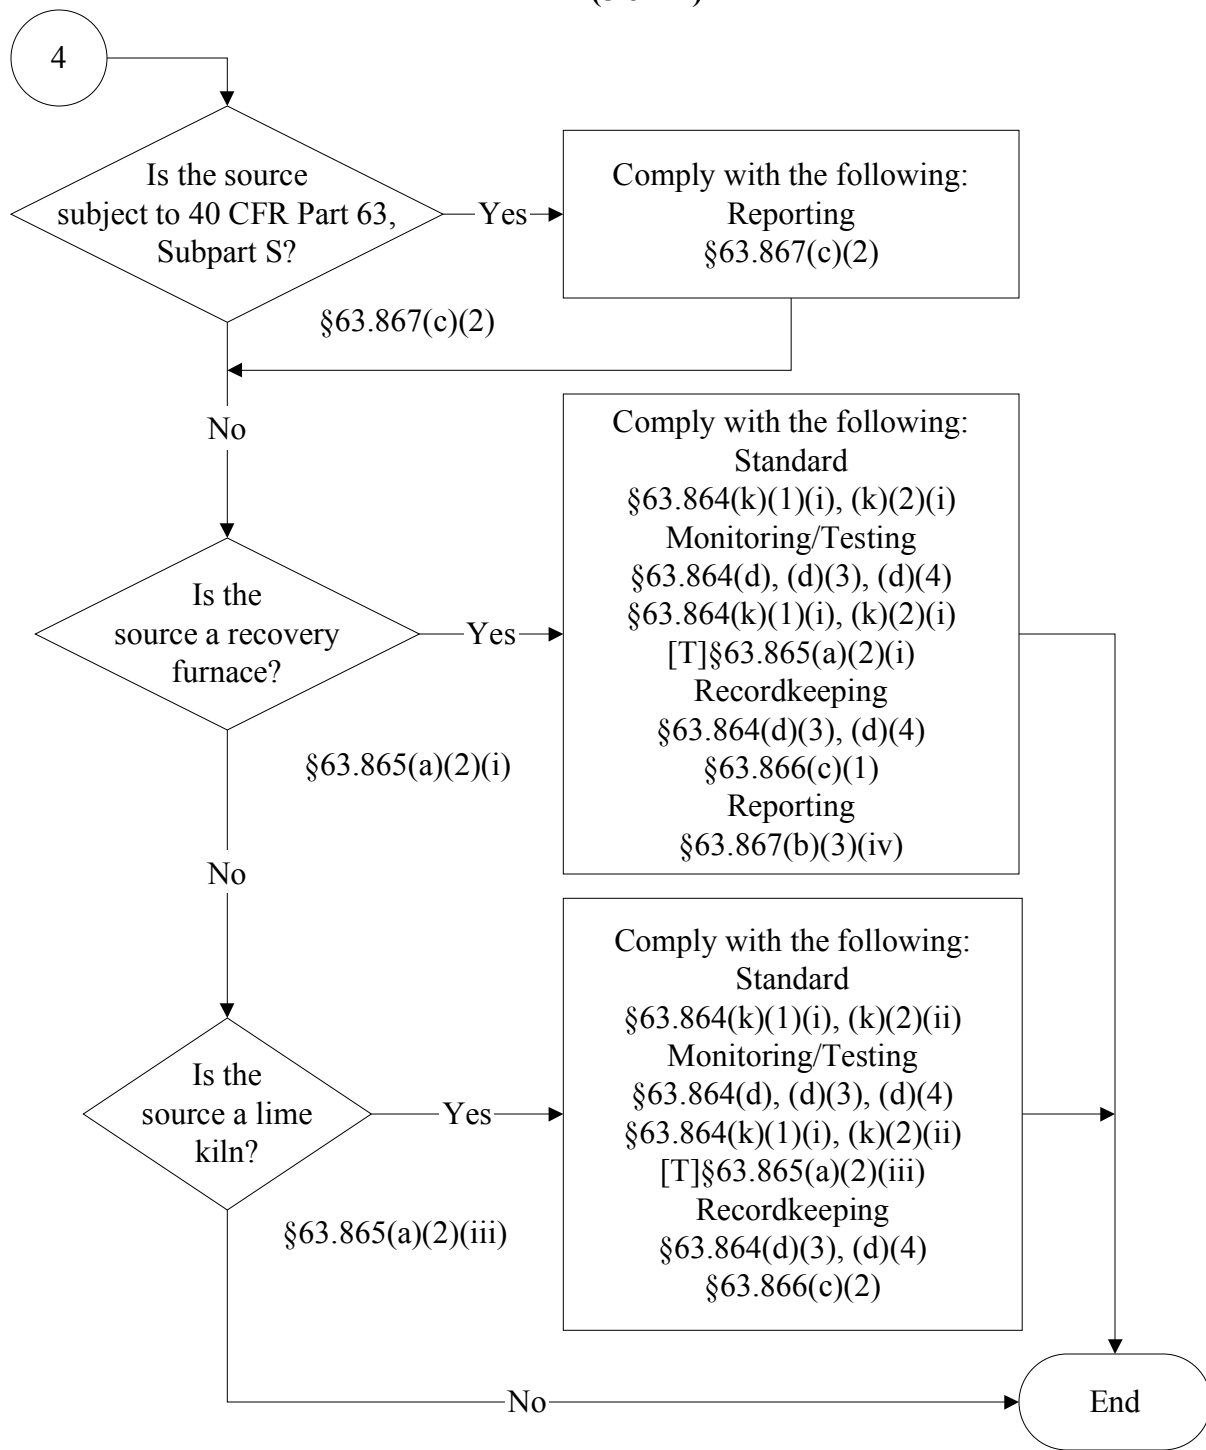 4
Is the source
subject to 40 CFR Part 63,
Subpart S?
Yes
Comply with the following:
Reporting
§63.867(c)(2)
§63.867(c)(2)
No
Is the
source a recovery
furnace?
Yes
Comply with the following:
Standard
§63.864(k)(1)(i), (k)(2)(i)
Monitoring/Testing
§63.864(d), (d)(3), (d)(4)
§63.864(k)(1)(i), (k)(2)(i)
[T]§63.865(a)(2)(i)
Recordkeeping
§63.864(d)(3), (d)(4)
§63.866(c)(1)
Reporting
§63.867(b)(3)(iv)
§63.865(a)(2)(i)
No
Is the
source a lime
kiln?
Yes
Comply with the following:
Standard
§63.864(k)(1)(i), (k)(2)(ii)
Monitoring/Testing
§63.864(d), (d)(3), (d)(4)
§63.864(k)(1)(i), (k)(2)(ii)
[T]§63.865(a)(2)(iii)
Recordkeeping
§63.864(d)(3), (d)(4)
§63.866(c)(2)
§63.865(a)(2)(iii)
No
End